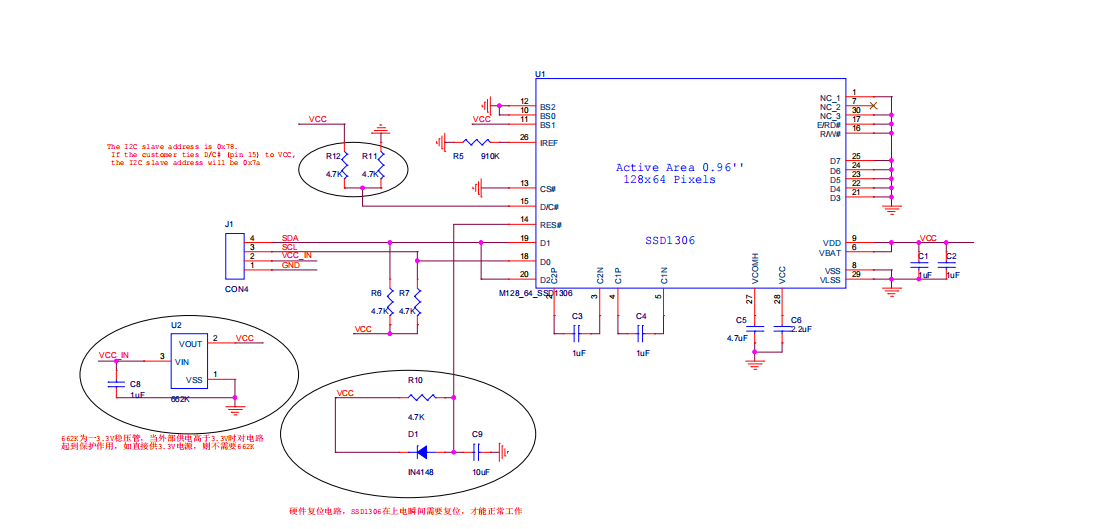 U1
12 BS2
10 BS0
VCC 11 BS1
26 IREF
R5 910K
13 CS#
15 D/C#
14 RES#
19 D1
18 D0
20 D2
M128_64_SSD1306
Active Area 0.96''
128x64 Pixels
SSD1306
NC_1 1
NC_2 7
NC_3 30
E/RD# 17
R/W# 16
D7 25
D6 24
D5 23
D4 22
D3 21
VDD 9
VBAT 6
VSS 8
VLSS 29
VCC
C1
1uF
C2
1uF
C2P 2
C2N 3
C1P 4
C1N 5
VCOMH 27
VCC 28
C3
1uF
C4
1uF
C5
4.7uF
C6
2.2uF
VCC
The I2C slave address is 0x78.
If the customer ties D/C# (pin 15) to VCC,
the I2C slave address will be 0x7a
R12
4.7K
R11
4.7K
J1
4 SDA
3 SCL
2 VCC_IN
1 GND
CON4
R6
4.7K
R7
4.7K
VCC
U2
VOUT 2 VCC
VCC_IN 3 VIN
VSS 1
662K
C8
1uF
662K为一3.3V稳压管, 当外部供电高于3.3V时对电路
起到保护作用, 如直接供3.3V电源, 则不需要662K
R10
VCC
4.7K
D1
IN4148
C9
10uF
硬件复位电路, SSD1306在上电瞬间需要复位, 才能正常工作